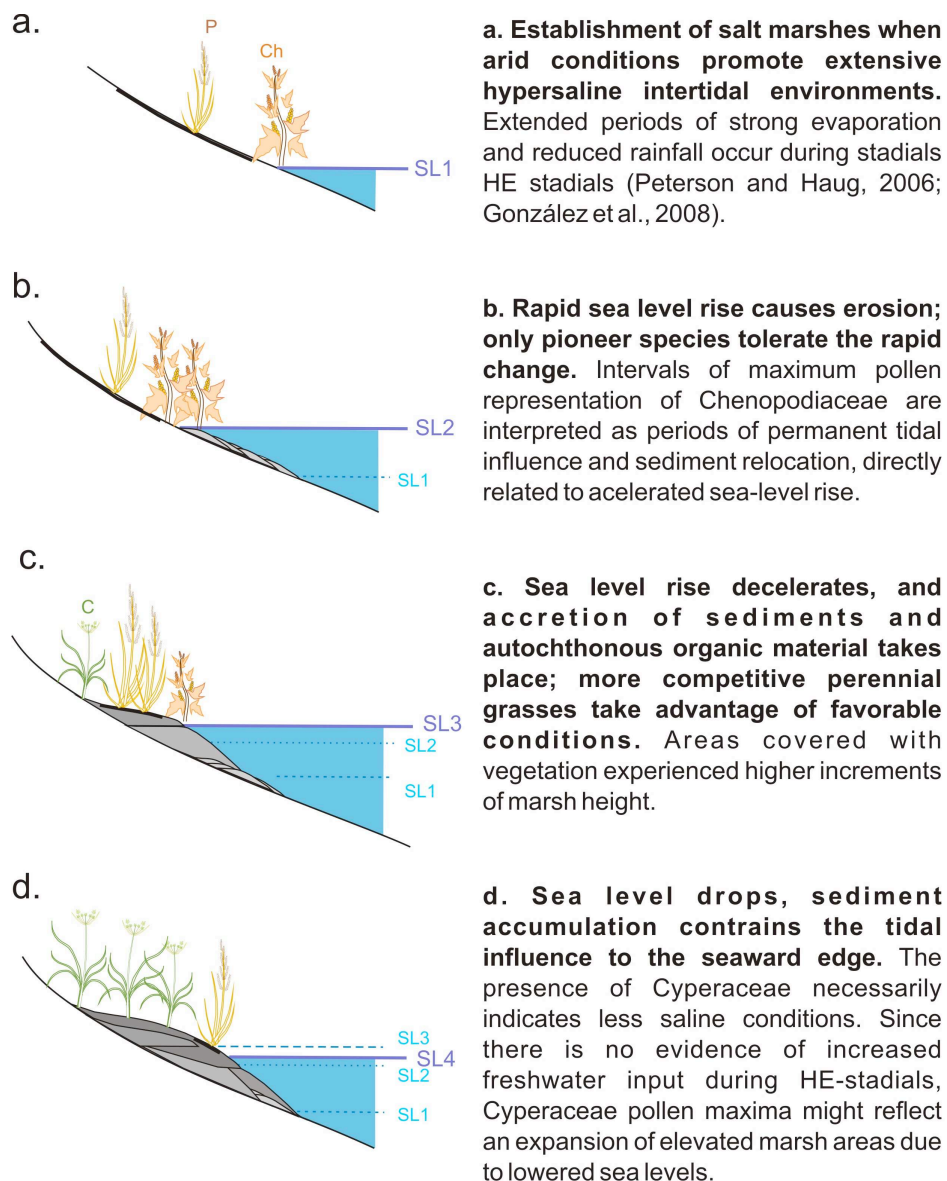 a.
P
Ch
SL1
a. Establishment of salt marshes when
arid conditions promote extensive
hypersaline intertidal environments.
Extended periods of strong evaporation
and reduced rainfall occur during stadials
HE stadials (Peterson and Haug, 2006;
González et al., 2008).
b.
SL2
SL1
b. Rapid sea level rise causes erosion;
only pioneer species tolerate the rapid
change. Intervals of maximum pollen
representation of Chenopodiaceae are
interpreted as periods of permanent tidal
influence and sediment relocation, directly
related to acelerated sea-level rise.
c.
C
SL3
SL2
SL1
c. Sea level rise decelerates, and
accretion of sediments and
autochthonous organic material takes
place; more competitive perennial
grasses take advantage of favorable
conditions. Areas covered with
vegetation experienced higher increments
of marsh height.
d.
SL3
SL4
SL2
SL1
d. Sea level drops, sediment
accumulation contrains the tidal
influence to the seaward edge. The
presence of Cyperaceae necessarily
indicates less saline conditions. Since
there is no evidence of increased
freshwater input during HE-stadials,
Cyperaceae pollen maxima might reflect
an expansion of elevated marsh areas due
to lowered sea levels.